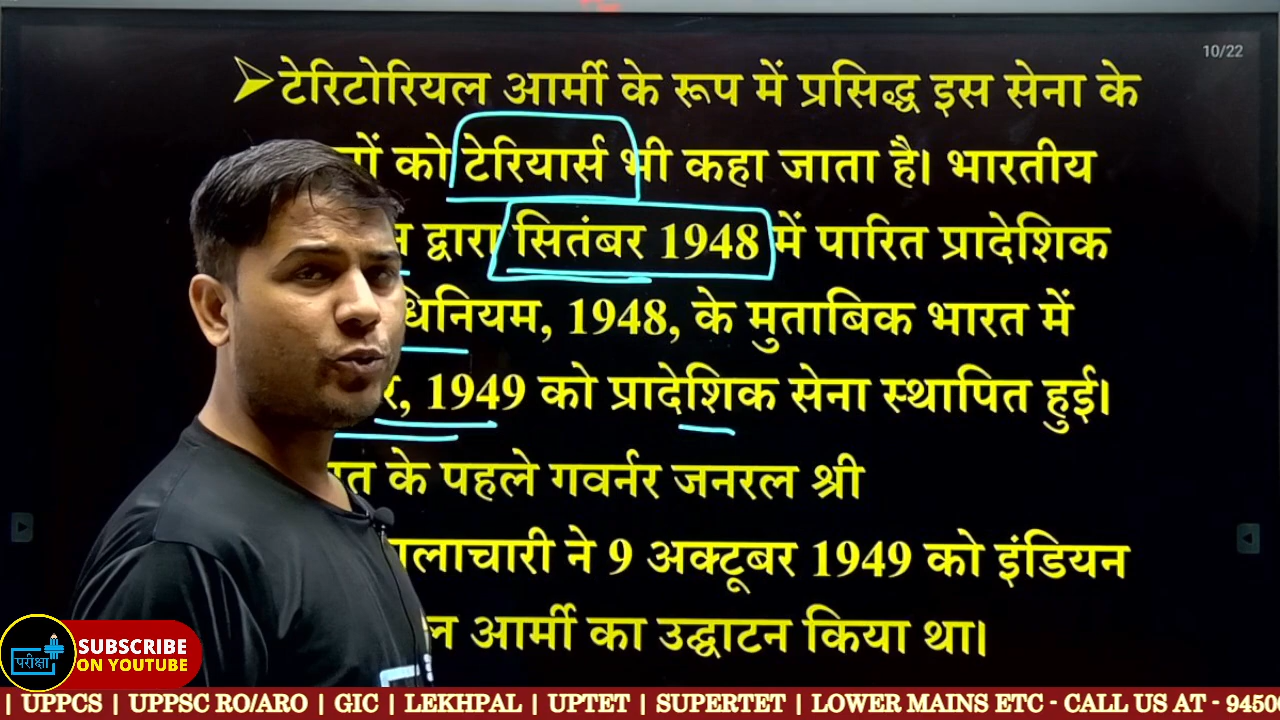 10/22
➢टेरिटोरियल आर्मी के रूप में प्रसिद्ध इस सेना के
को टेरियार्स भी कहा जाता है। भारतीय
द्वारा सितंबर 1948 में पारित प्रादेशिक
1948, के मुताबिक भारत में
1949 को प्रादेशिक सेना स्थापित हुई।
के पहले गवर्नर जनरल श्री
ने 9 अक्टूबर 1949 को इंडियन
आर्मी का उद्घाटन किया था।
परीक्षा
SUBSCRIBE
ON YOUTUBE
| UPPCS | UPPSC RO/ARO | GIC | LEKHPAL | UPTET | SUPERTET | LOWER MAINS ETC - CALL US AT - 9450